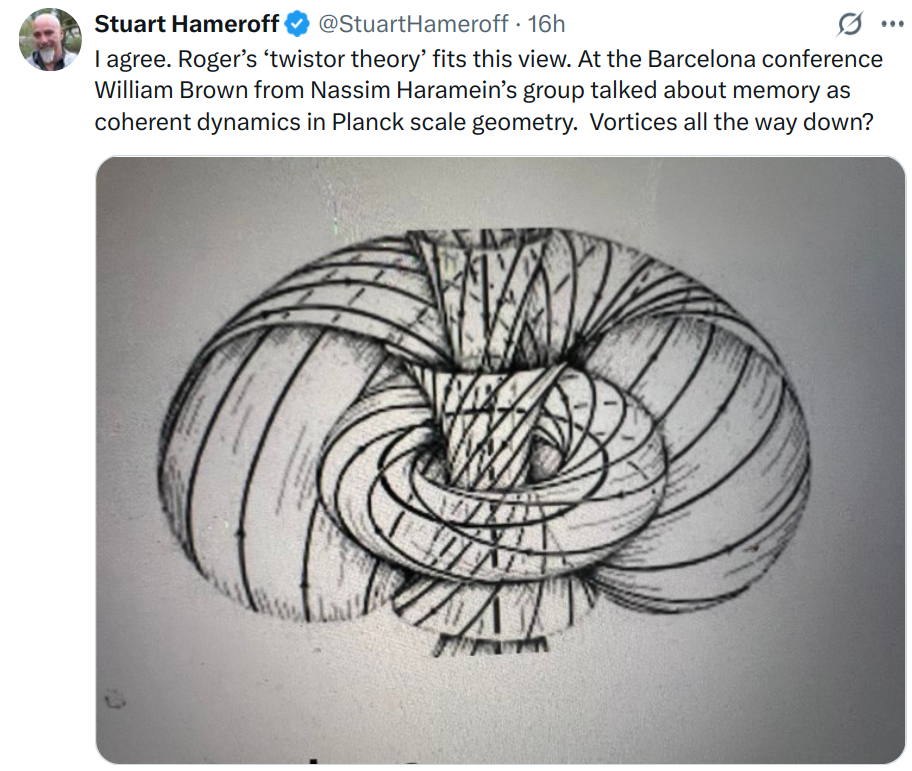 Stuart Hameroff @StuartHameroff · 16h
I agree. Roger’s ‘twistor theory’ fits this view. At the Barcelona conference
William Brown from Nassim Haramein’s group talked about memory as
coherent dynamics in Planck scale geometry.  Vortices all the way down?